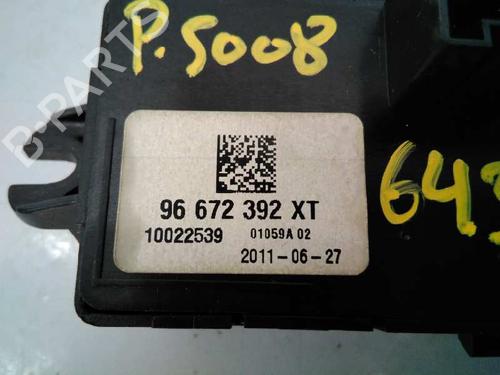 P.5008
B-PARTS
96 672 392 XT
10022539 01059A 02
2011-06-27